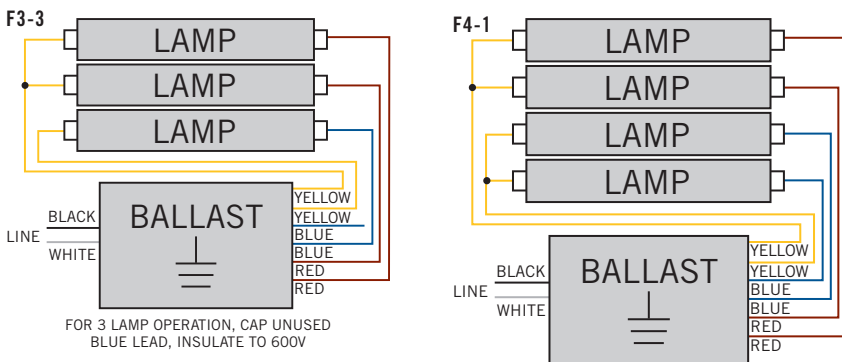 F3-3
LAMP
LAMP
LAMP
BALLAST
BLACK
LINE
WHITE
YELLOW
YELLOW
BLUE
BLUE
RED
RED
FOR 3 LAMP OPERATION, CAP UNUSED
BLUE LEAD, INSULATE TO 600V
F4-1
LAMP
LAMP
LAMP
LAMP
BALLAST
BLACK
LINE
WHITE
YELLOW
YELLOW
BLUE
BLUE
RED
RED